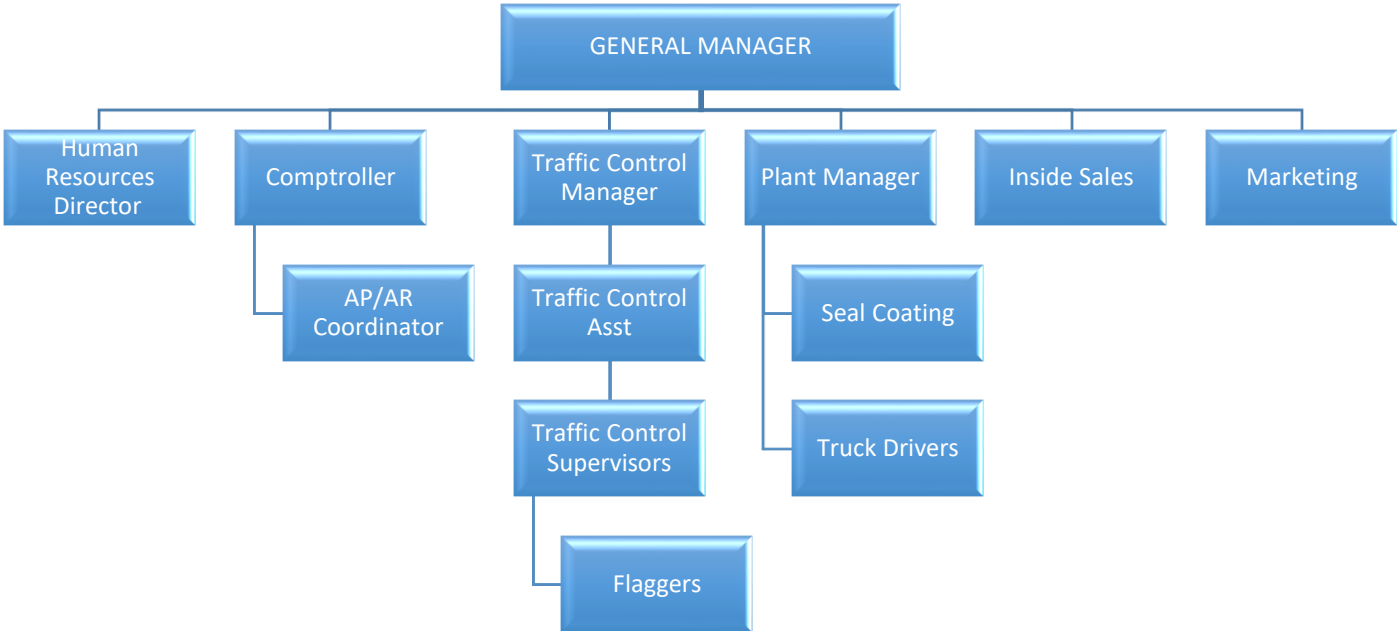 GENERAL MANAGER
Human
Resources
Director
Comptroller
Traffic Control
Manager
Plant Manager
Inside Sales
Marketing
AP/AR
Coordinator
Traffic Control
Asst
Seal Coating
Traffic Control
Supervisors
Truck Drivers
Flaggers